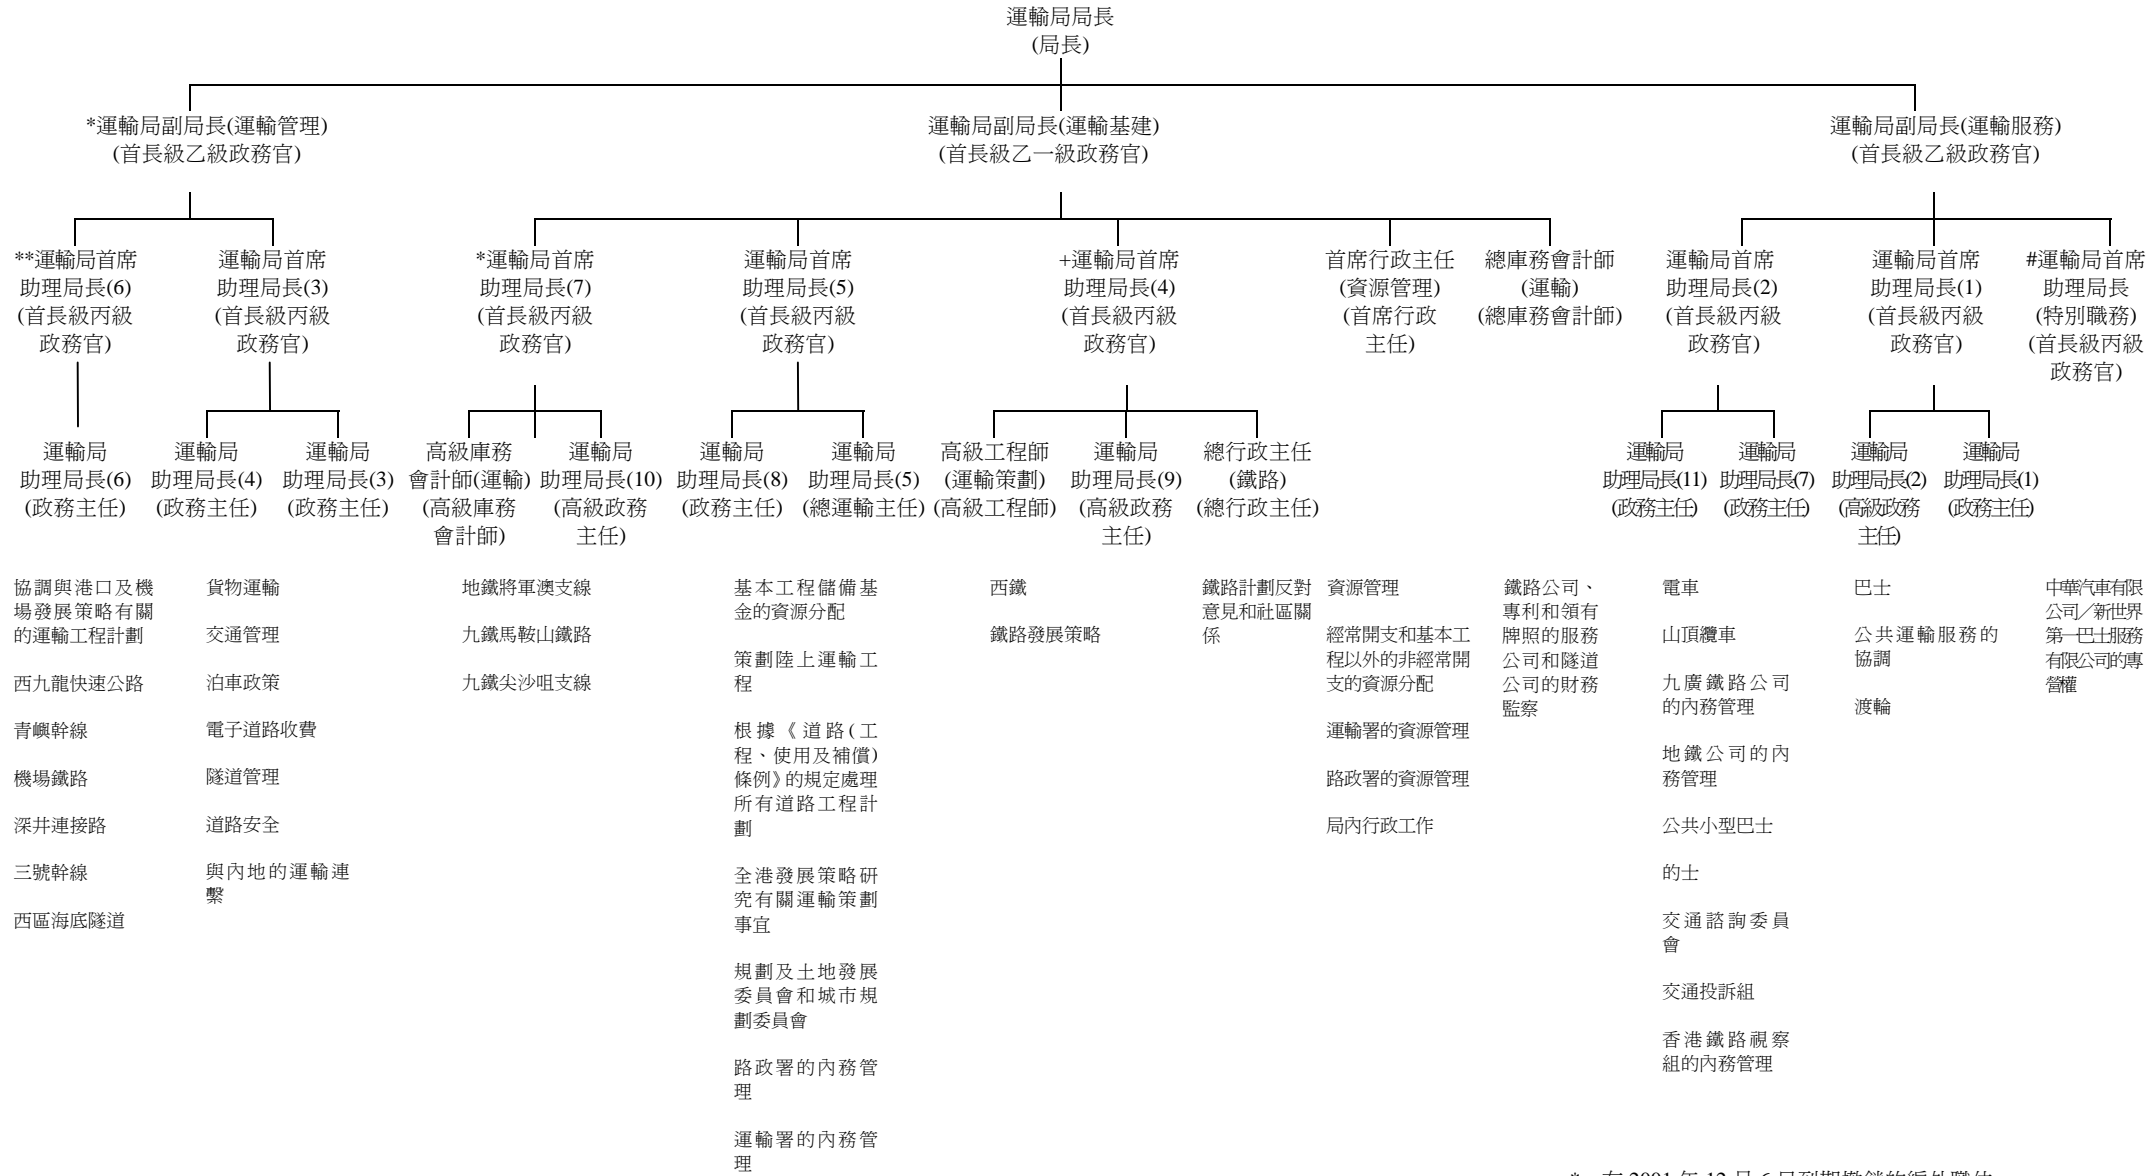 運輸局局長
(局長)
*運輸局副局長(運輸管理)
(首長級乙級政務官)
運輸局副局長(運輸基建)
(首長級乙一級政務官)
運輸局副局長(運輸服務)
(首長級乙級政務官)
**運輸局首席
助理局長(6)
(首長級丙級
政務官)
運輸局首席
助理局長(3)
(首長級丙級
政務官)
*運輸局首席
助理局長(7)
(首長級丙級
政務官)
運輸局首席
助理局長(5)
(首長級丙級
政務官)
+運輸局首席
助理局長(4)
(首長級丙級
政務官)
首席行政主任
(資源管理)
(首席行政
主任)
總庫務會計師
(運輸)
(總庫務會計師)
運輸局首席
助理局長(2)
(首長級丙級
政務官)
運輸局首席
助理局長(1)
(首長級丙級
政務官)
#運輸局首席
助理局長
(特別職務)
(首長級丙級
政務官)
運輸局
助理局長(6)
(政務主任)
運輸局
助理局長(4)
(政務主任)
運輸局
助理局長(3)
(政務主任)
高級庫務
會計師(運輸)
(高級庫務
會計師)
運輸局
助理局長(10)
(高級政務
主任)
運輸局
助理局長(8)
(政務主任)
運輸局
助理局長(5)
(總運輸主任)
高級工程師
(運輸策劃)
(高級工程師)
運輸局
助理局長(9)
(高級政務
主任)
總行政主任
(鐵路)
(總行政主任)
運輸局
助理局長(11)
(政務主任)
運輸局
助理局長(7)
(政務主任)
運輸局
助理局長(2)
(高級政務
主任)
運輸局
助理局長(1)
(政務主任)
協調與港口及機
場發展策略有關
的運輸工程計劃
西九龍快速公路
青嶼幹線
機場鐵路
深井連接路
三號幹線
西區海底隧道
貨物運輸
交通管理
泊車政策
電子道路收費
隧道管理
道路安全
與內地的運輸連
繫
地鐵將軍澳支線
九鐵馬鞍山鐵路
九鐵尖沙咀支線
基本工程儲備基
金的資源分配
策劃陸上運輸工
程
根據《道路(工
程、使用及補償)
條例》的規定處理
所有道路工程計
劃
全港發展策略研
究有關運輸策劃
事宜
規劃及土地發展
委員會和城市規
劃委員會
路政署的內務管
理
運輸署的內務管
理
西鐵
鐵路發展策略
鐵路計劃反對
意見和社區關
係
資源管理
經常開支和基本工
程以外的非經常開
支的資源分配
運輸署的資源管理
路政署的資源管理
局內行政工作
鐵路公司、
專利和領有
牌照的服務
公司和隧道
公司的財務
監察
電車
山頂纜車
九廣鐵路公司
的內務管理
地鐵公司的內
務管理
公共小型巴士
的士
交通諮詢委員
會
交通投訴組
香港鐵路視察
組的內務管理
巴士
公共運輸服務的
協調
渡輪
中華汽車有限
公司／新世界
第一巴士服務
有限公司的專
營權